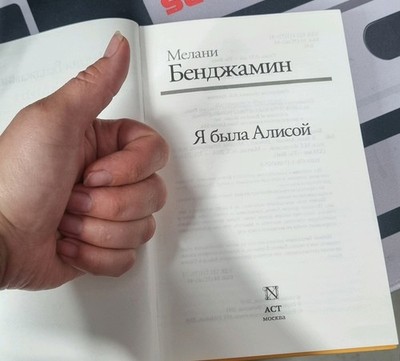 Мелани
Бенджамин
Я была Алисой
АСТ
МОСКВА